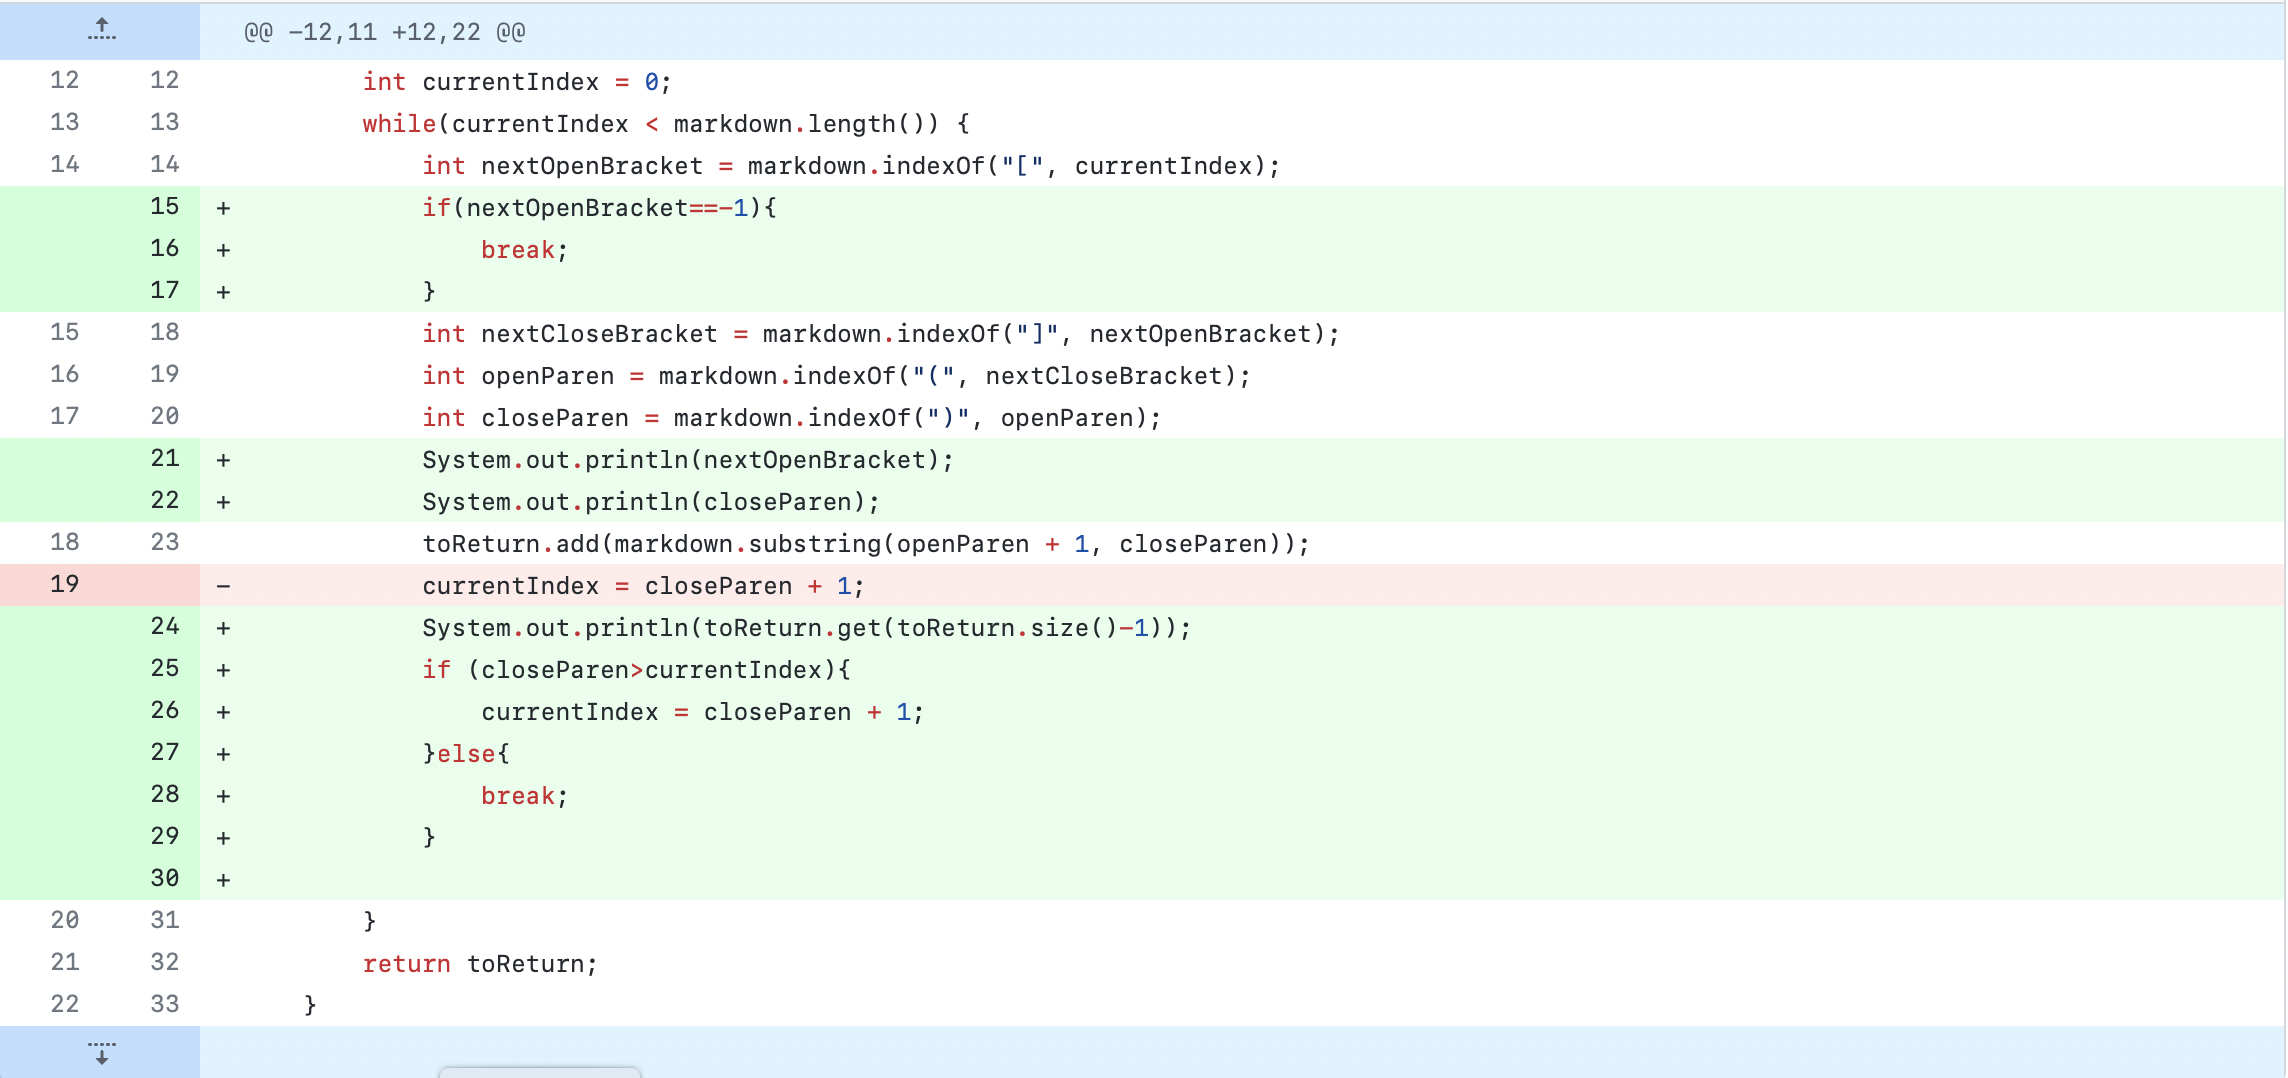 @@ -12,11 +12,22 @@
12 12 int currentIndex = 0;
13 13 while(currentIndex < markdown.length()) {
14 14 int nextOpenBracket = markdown.indexOf("[", currentIndex);
15 + if(nextOpenBracket==-1){
16 + break;
17 + }
15 18 int nextCloseBracket = markdown.indexOf("]", nextOpenBracket);
16 19 int openParen = markdown.indexOf("(", nextCloseBracket);
17 20 int closeParen = markdown.indexOf(")", openParen);
21 + System.out.println(nextOpenBracket);
22 + System.out.println(closeParen);
18 23 toReturn.add(markdown.substring(openParen + 1, closeParen));
19 - currentIndex = closeParen + 1;
24 + System.out.println(toReturn.get(toReturn.size()-1));
25 + if (closeParen>currentIndex){
26 + currentIndex = closeParen + 1;
27 + }else{
28 + break;
29 + }
30 +
20 31 }
21 32 return toReturn;
22 33 }